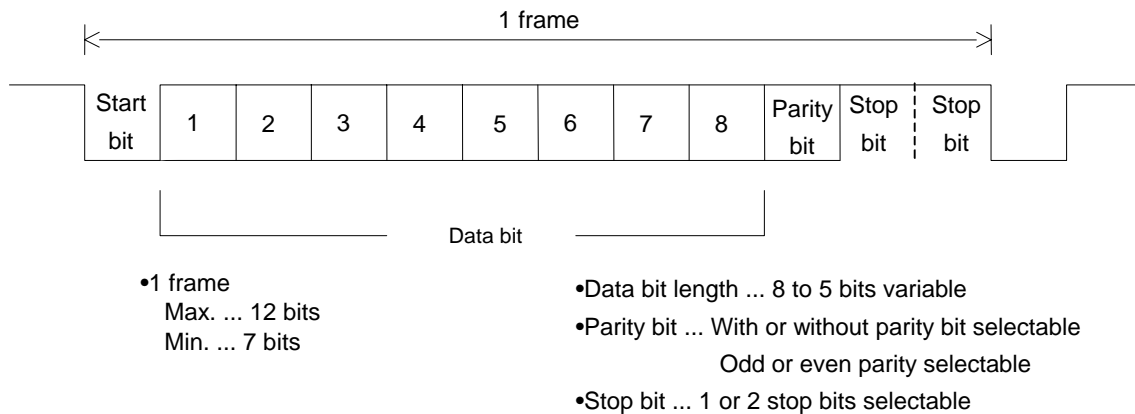 1 frame
Start bit 1 2 3 4 5 6 7 8 Parity bit Stop bit Stop bit
Data bit
•1 frame
Max. ... 12 bits
Min. ... 7 bits
•Data bit length ... 8 to 5 bits variable
•Parity bit ... With or without parity bit selectable
Odd or even parity selectable
•Stop bit ... 1 or 2 stop bits selectable